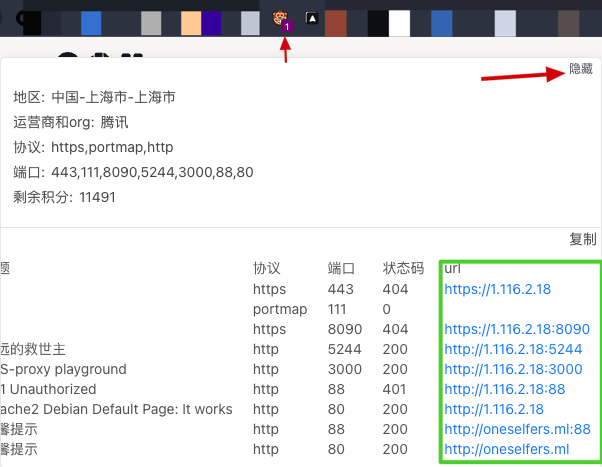 1
隐藏
地区: 中国-上海市-上海市
运营商和org: 腾讯
协议: https,portmap,http
端口: 443,111,8090,5244,3000,88,80
剩余积分: 11491
复制
题 协议 端口 状态码 url
https 443 404 https://1.116.2.18
portmap 111 0
https 8090 404 https://1.116.2.18:8090
远的救世主 http 5244 200 http://1.116.2.18:5244
S-proxy playground http 3000 200 http://1.116.2.18:3000
1 Unauthorized http 88 401 http://1.116.2.18:88
ache2 Debian Default Page: It works http 80 200 http://1.116.2.18
馨提示 http 88 200 http://oneselfers.ml:88
馨提示 http 80 200 http://oneselfers.ml